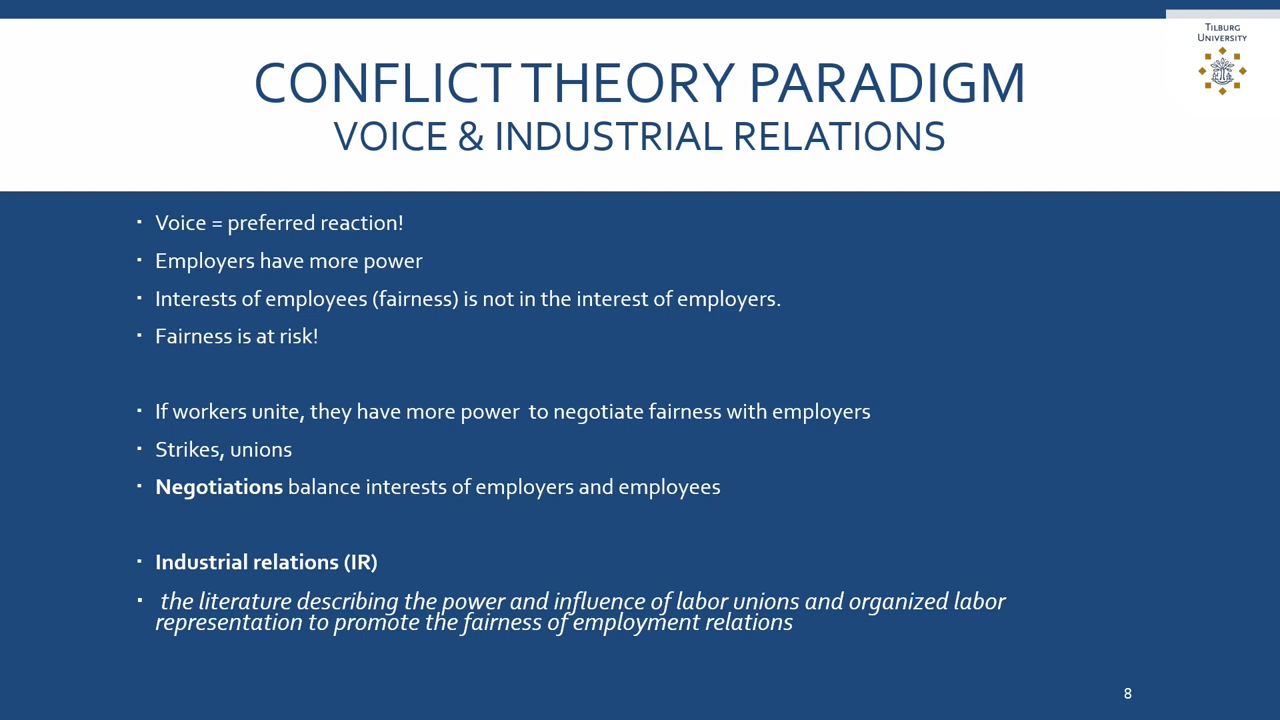 TILBURG
UNIVERSITY
CONFLICT THEORY PARADIGM
VOICE & INDUSTRIAL RELATIONS
▪ Voice = preferred reaction!
▪ Employers have more power
▪ Interests of employees (fairness) is not in the interest of employers.
▪ Fairness is at risk!
▪ If workers unite, they have more power  to negotiate fairness with employers
▪ Strikes, unions
▪ Negotiations balance interests of employers and employees
▪ Industrial relations (IR)
▪ the literature describing the power and influence of labor unions and organized labor
representation to promote the fairness of employment relations
8